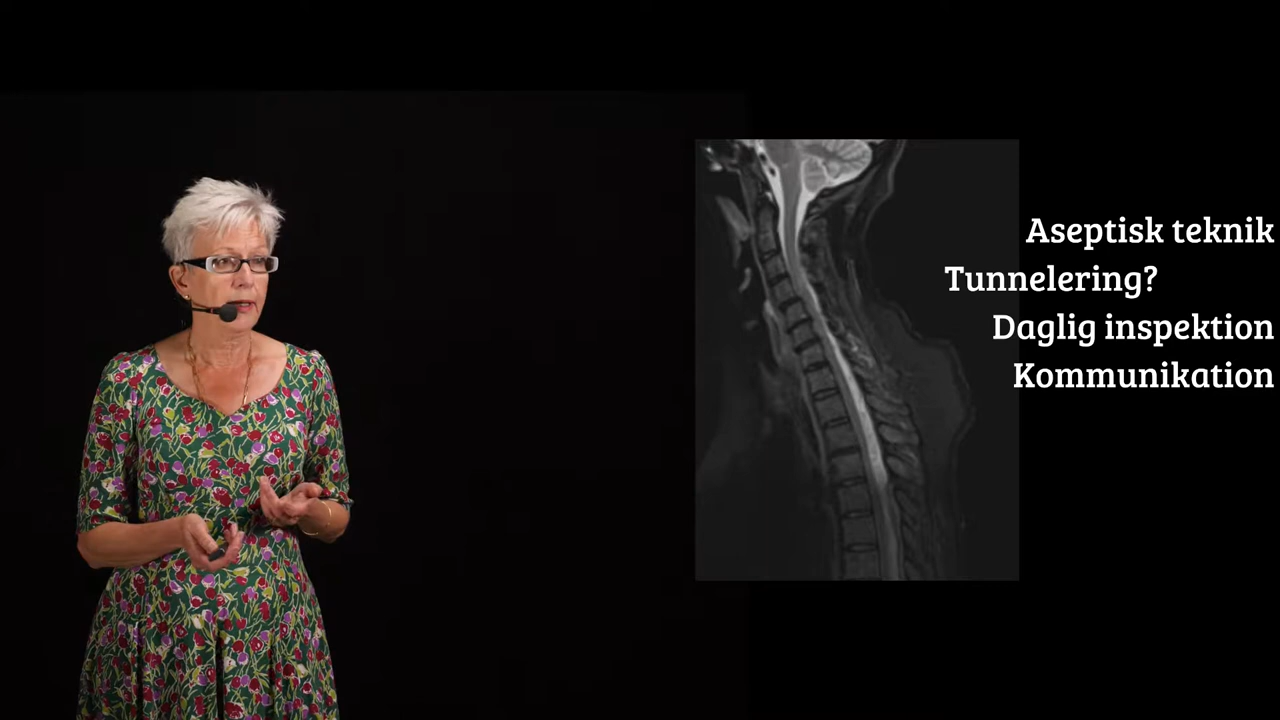 Aseptisk teknik
Tunnelering?
Daglig inspektion
Kommunikation